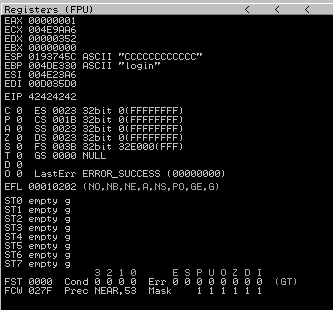 Registers (FPU) < < <
EAX 00000001
ECX 004E9AA6
EDX 00000352
EBX 00000000
ESP 0193745C ASCII "CCCCCCCCCCCC"
EBP 004DE330 ASCII "login"
ESI 004E23A6
EDI 00D035D0
EIP 42424242
C 0 ES 0023 32bit 0(FFFFFFFF)
P 0 CS 001B 32bit 0(FFFFFFFF)
A 0 SS 0023 32bit 0(FFFFFFFF)
Z 0 DS 0023 32bit 0(FFFFFFFF)
S 0 FS 003B 32bit 32E000(FFF)
T 0 GS 0000 NULL
D 0
O 0 LastErr ERROR_SUCCESS (00000000)
EFL 00010202 (NO,NB,NE,A,NS,PO,GE,G)
ST0 empty g
ST1 empty g
ST2 empty g
ST3 empty g
ST4 empty g
ST5 empty g
ST6 empty g
ST7 empty g
3 2 1 0 E S P U O Z D I
FST 0000 Cond 0 0 0 0 Err 0 0 0 0 0 0 0 0 (GT)
FCW 027F Prec NEAR,53 Mask 1 1 1 1 1 1